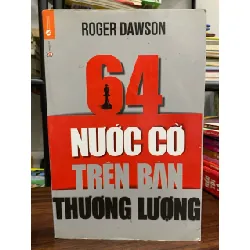 ROGER DAWSON
64
NƯỚC CỜ
TRÊN BÀN
THƯƠNG LƯỢNG